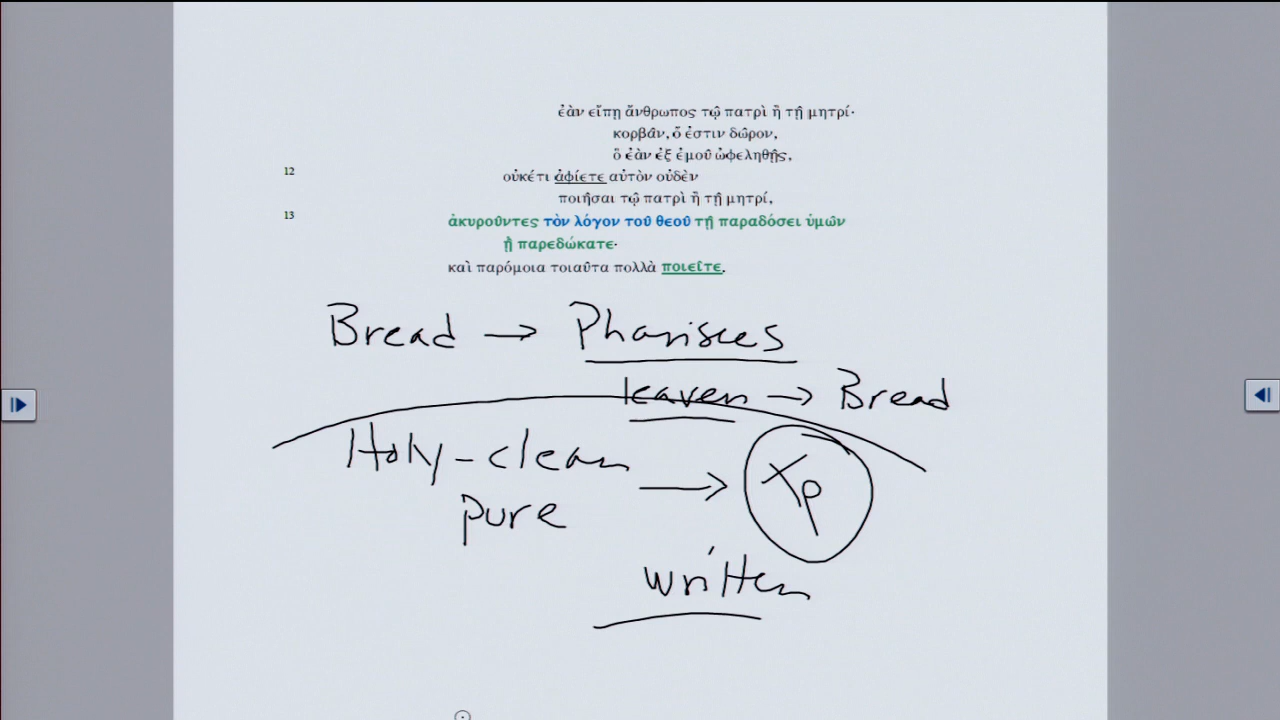 ἐὰν εἴπῃ ἄνθρωπος τῷ πατρὶ ἢ τῇ μητρί·
κορβᾶν, ὅ ἐστιν δῶρον,
ὃ ἐὰν ἐξ ἐμοῦ ὠφεληθῇς,
12 οὐκέτι ἀφίετε αὐτὸν οὐδὲν
ποιῆσαι τῷ πατρὶ ἢ τῇ μητρί,
13 ἀκυροῦντες τὸν λόγον τοῦ θεοῦ τῇ παραδόσει ὑμῶν
ᾗ παρεδώκατε·
καὶ παρόμοια τοιαῦτα πολλὰ ποιεῖτε.
Bread → Pharisees
leaven → Bread
Holy-clean
pure → Xp
written